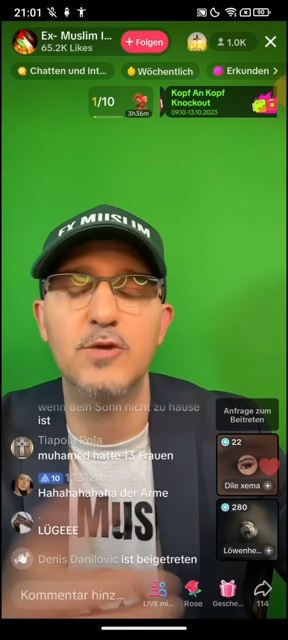 21:01
90
Ex- Muslim I...
65.2K Likes
+ Folgen
1.0K
Chatten und Int...
Wöchentlich
Erkunden
1/10
3h36m
Kopf An Kopf
Knockout
09.10-13.10.2023
EX MUSLIM
wenn dein Sohn nicht zu hause
ist
Tiapola Pola
muhamed hatte 13 Frauen
10
Hahahahahaha der Arme
LÜGEEE
Denis Danilovic ist beigetreten
Mus
Anfrage zum
Beitreten
22
Dile xema
280
Löwenhe...
Kommentar hinz...
LIVE mi...
Rose
Gesche...
114